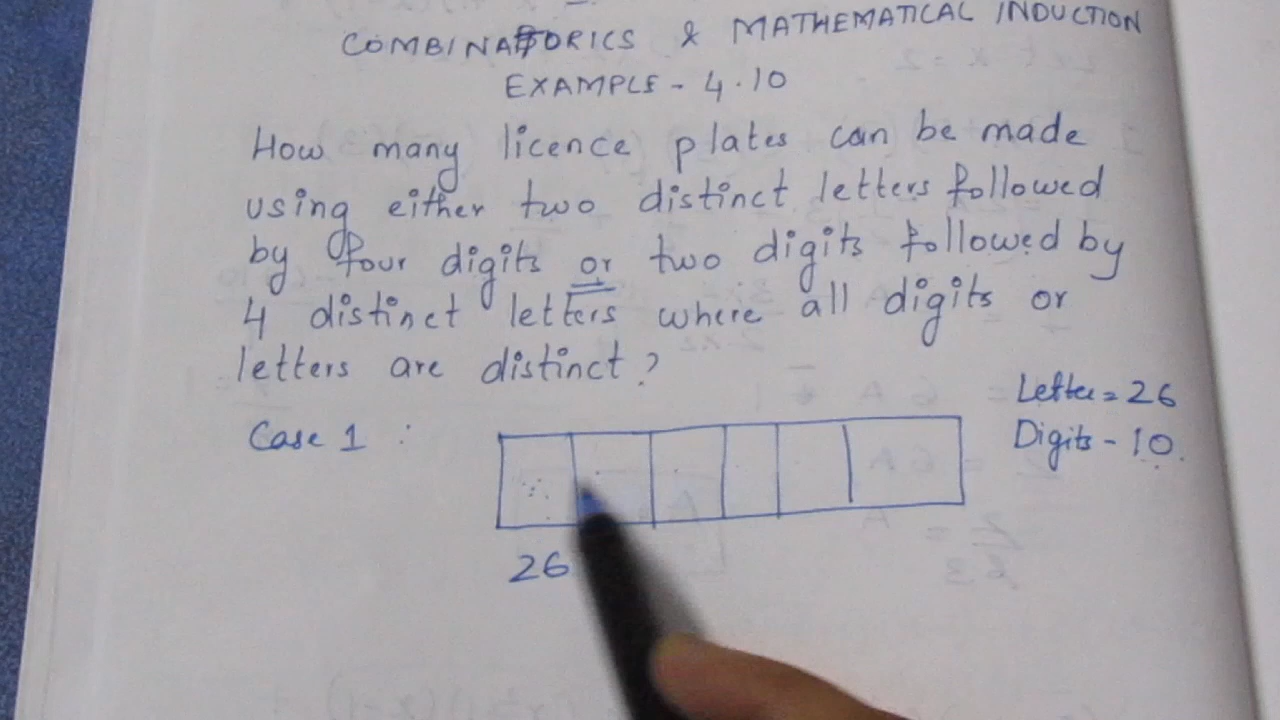 COMBINATORICS & MATHEMATICAL INDUCTION
EXAMPLE - 4.10
How many licence plates can be made
using either two distinct letters followed
by four digits or two digits followed by
4 distinct letters where all digits or
letters are distinct?
Letter = 26
Case 1 :
Digits - 10.
26